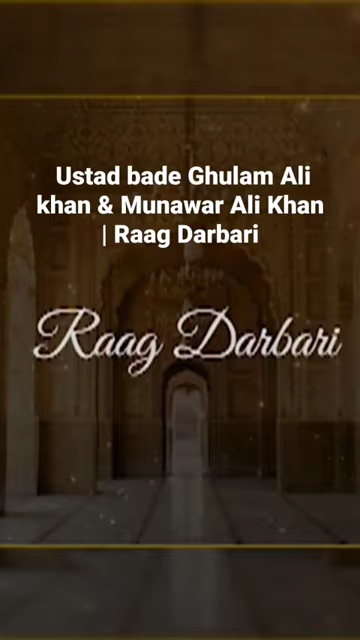 Ustad bade Ghulam Ali
khan & Munawar Ali Khan
| Raag Darbari
Raag Darbari